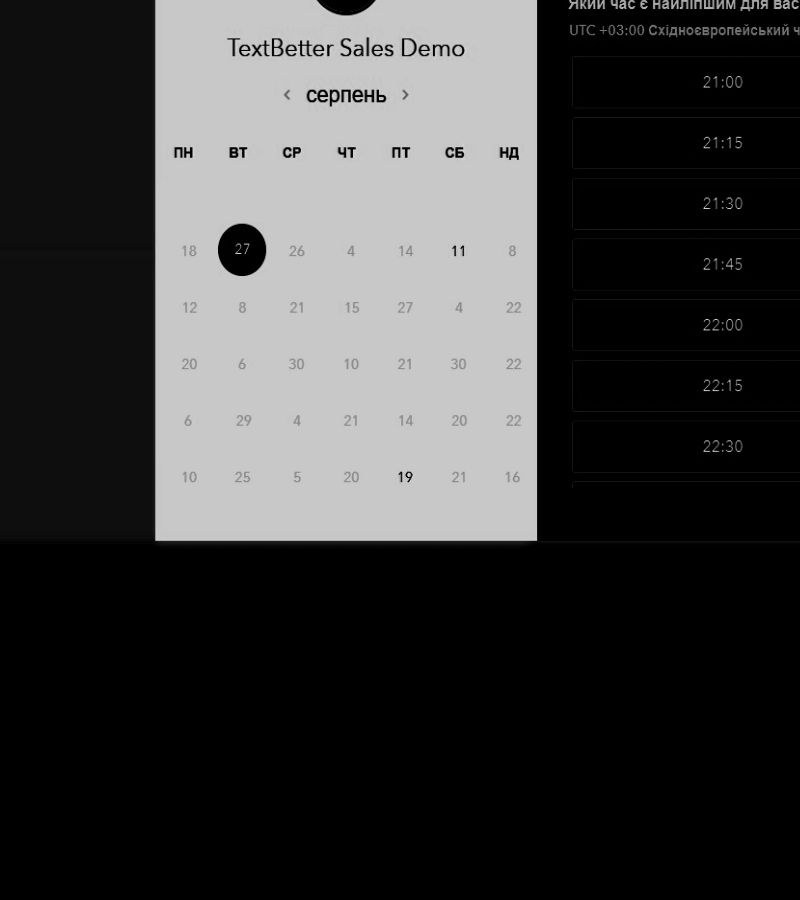 TextBetter Sales Demo
< серпень >
ПН ВТ СР ЧТ ПТ СБ НД
18 27 26 4 14 11 8
12 8 21 15 27 4 22
20 6 30 10 21 30 22
6 29 4 21 14 20 22
10 25 5 20 19 21 16
Який час є найліпшим для вас
UTC +03:00 Східноєвропейський
21:00
21:15
21:30
21:45
22:00
22:15
22:30